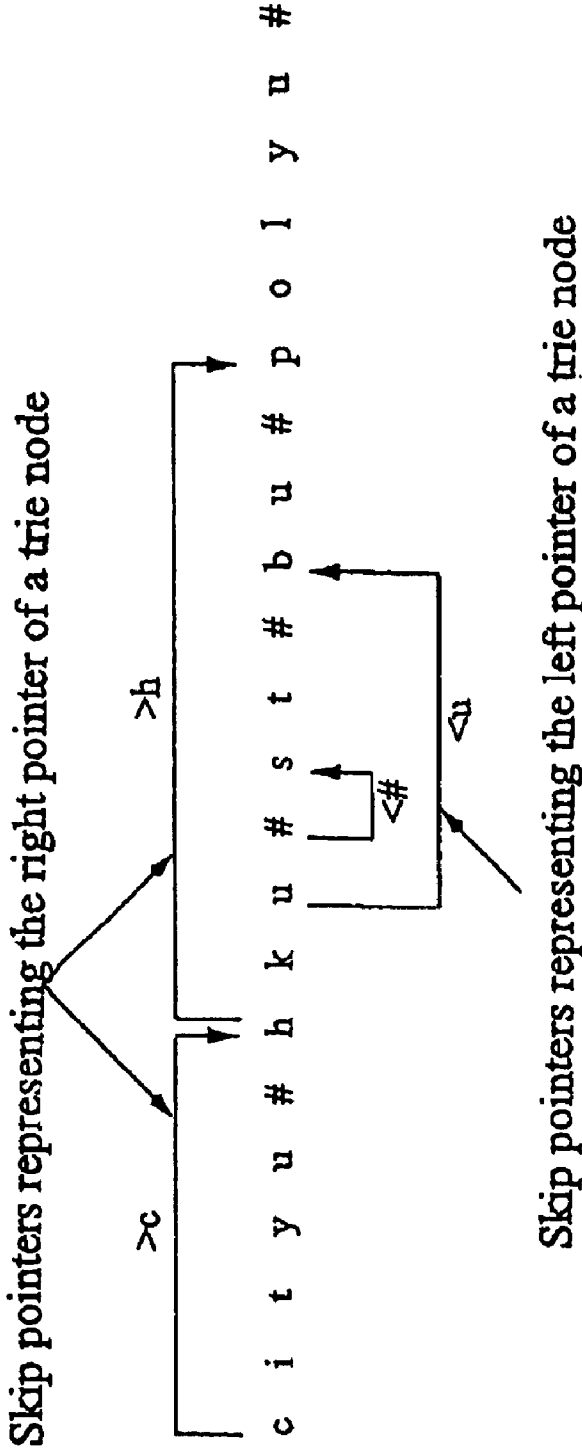 Skip pointers representing the right pointer of a trie node
>c >h
c i t y u # h k u # s t # b u # p o l y u #
<#
<u
Skip pointers representing the left pointer of a trie node